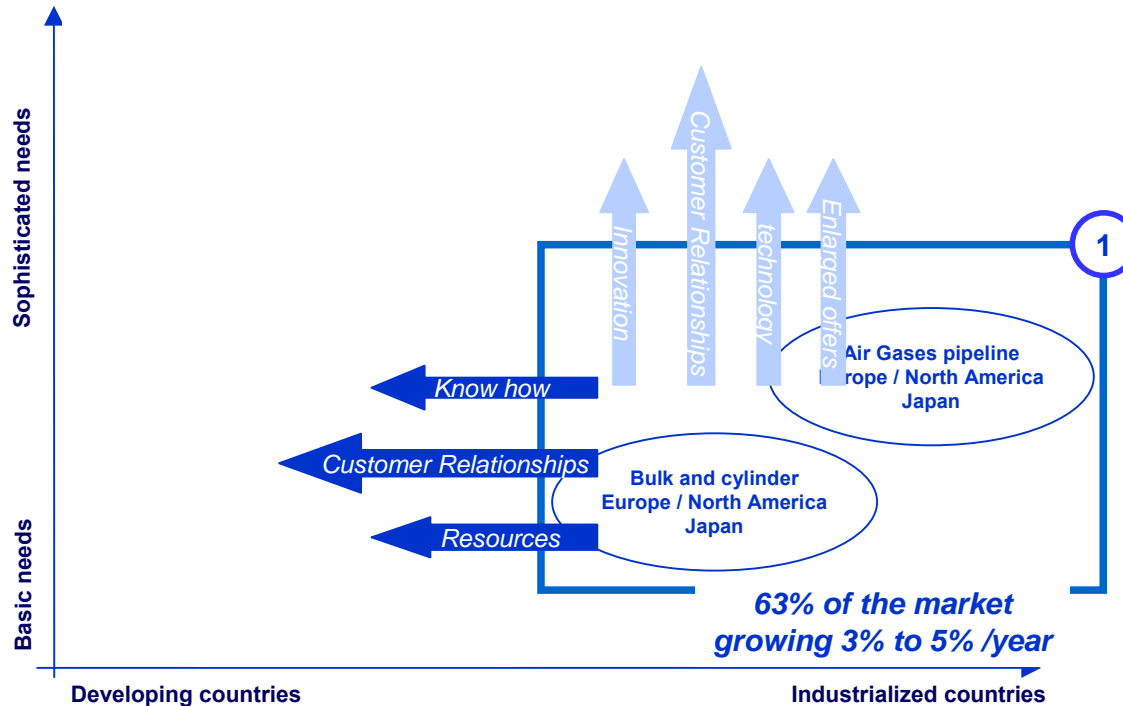 Sophisticated needs
Basic needs
Innovation
Customer Relationships
technology
Enlarged offers
1
Air Gases pipeline
Europe / North America
Japan
Know how
Customer Relationships
Resources
Bulk and cylinder
Europe / North America
Japan
63% of the market
growing 3% to 5% /year
Developing countries
Industrialized countries